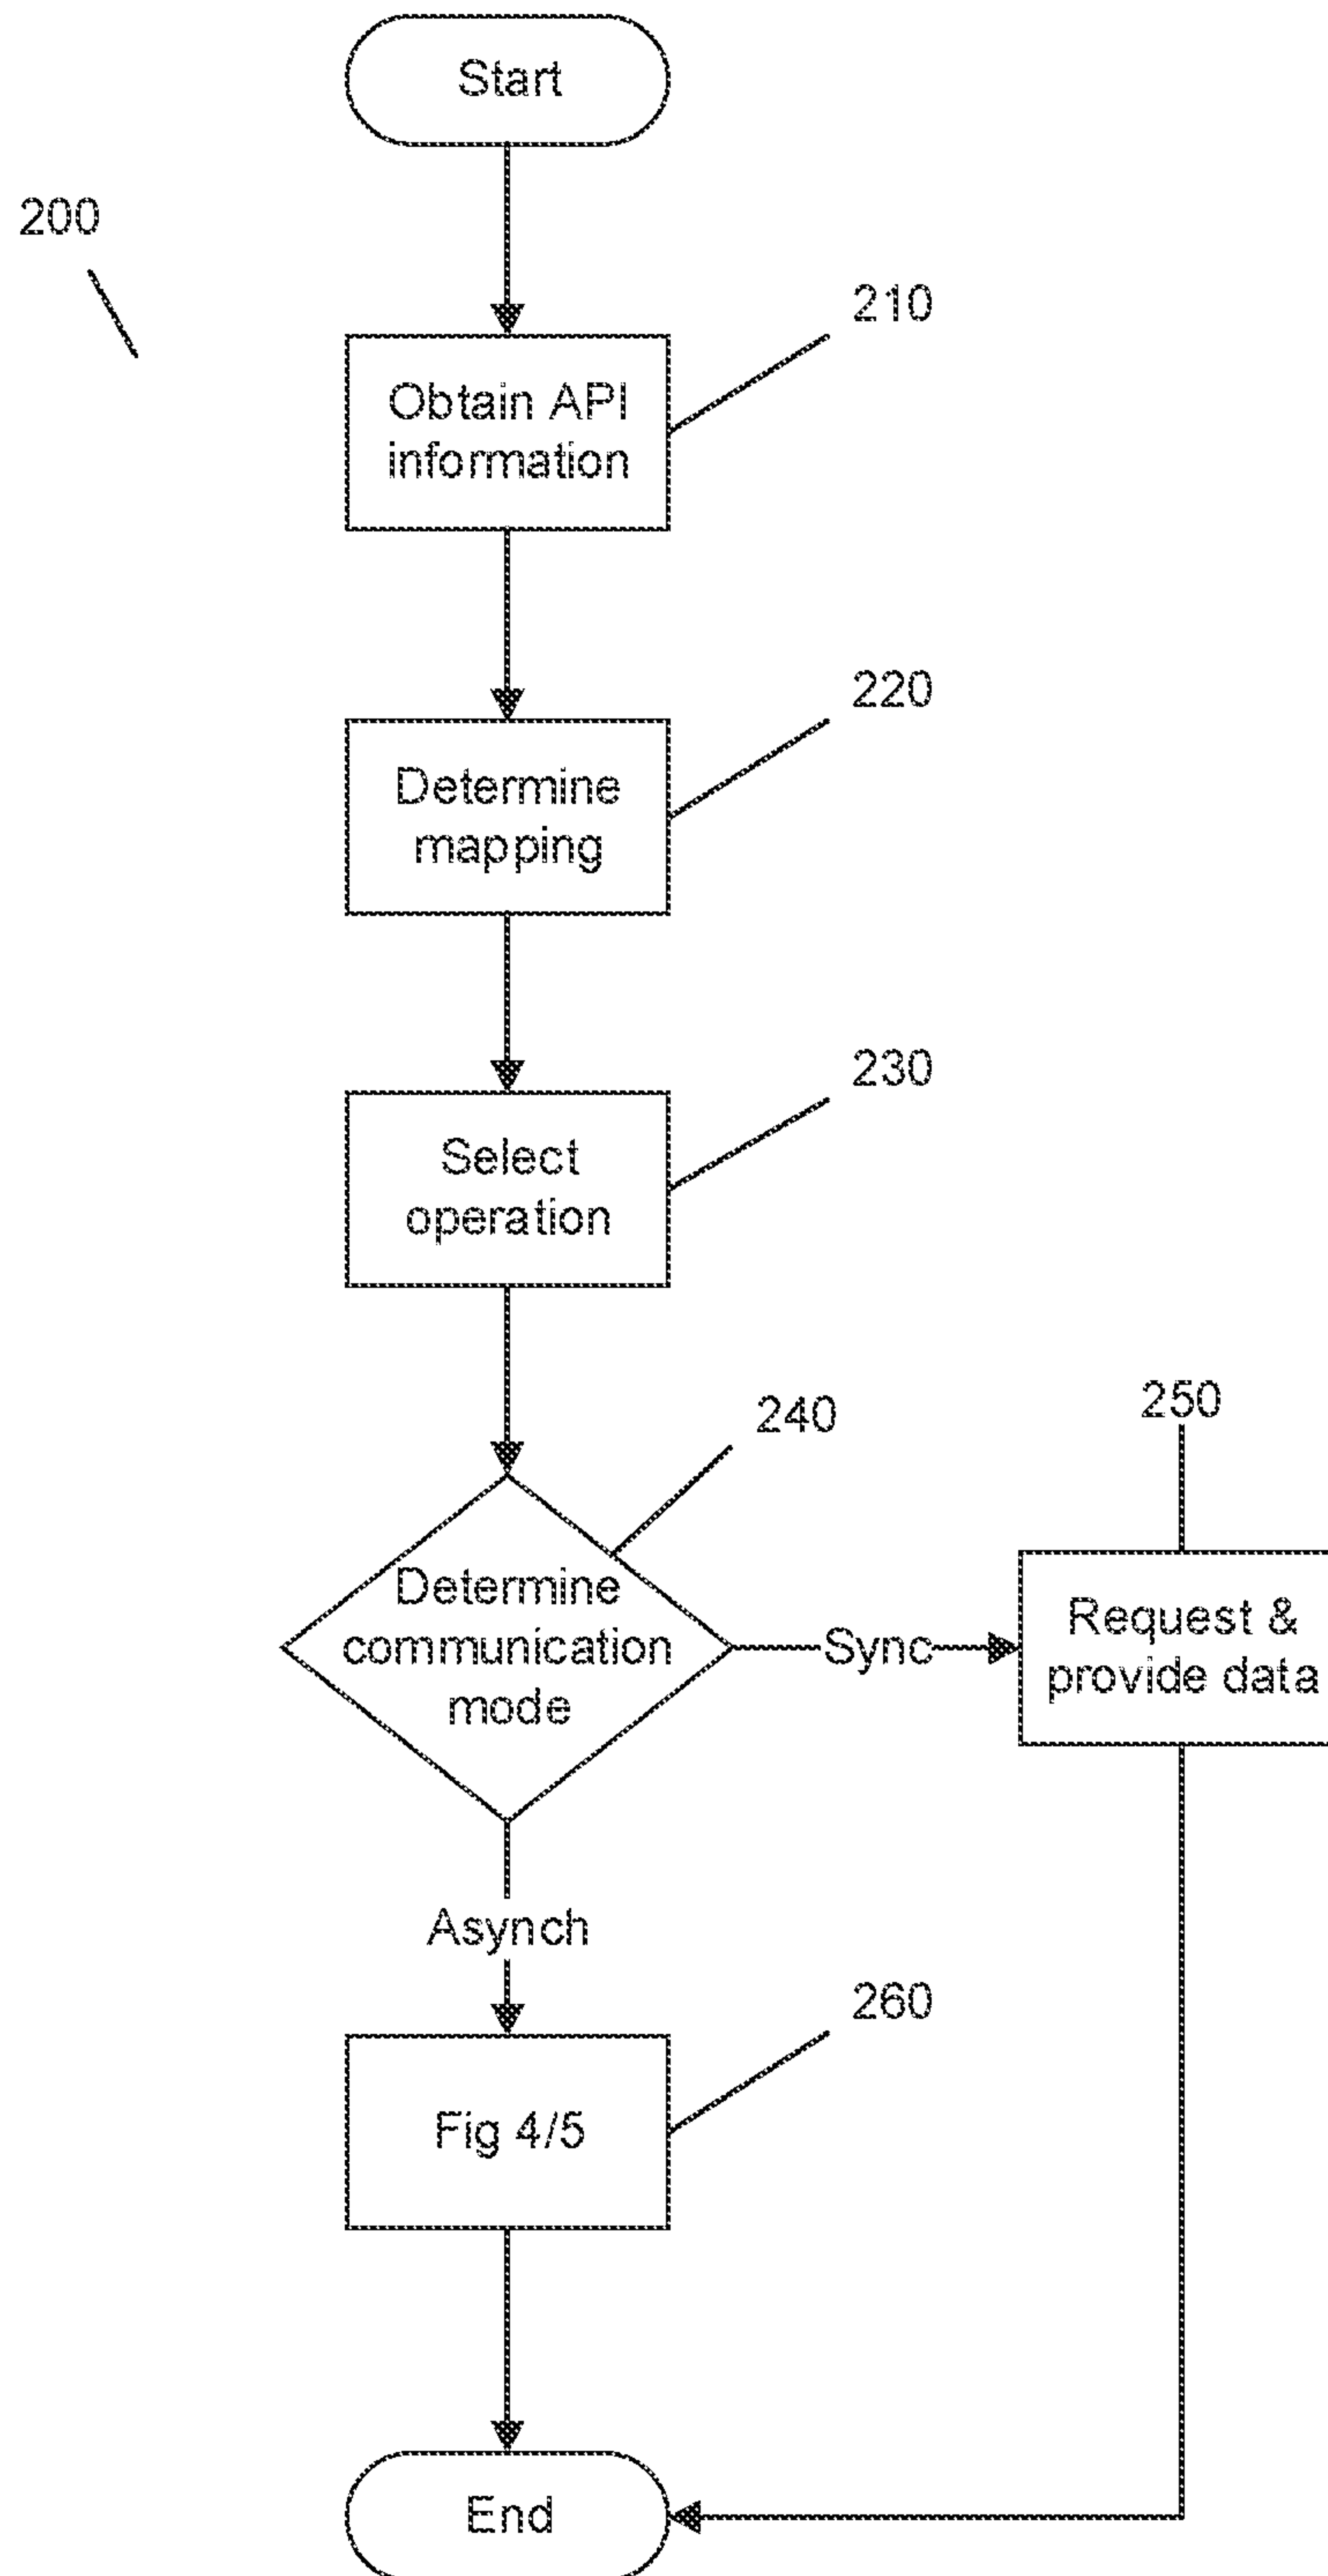 Start
200
210
Obtain API
information
220
Determine
mapping
230
Select
operation
240
250
Determine
communication
mode
Sync
Request &
provide data
Asynch
260
Fig 4/5
End